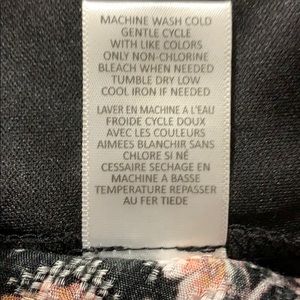 MACHINE WASH COLD
GENTLE CYCLE
WITH LIKE COLORS
ONLY NON-CHLORINE
BLEACH WHEN NEEDED
TUMBLE DRY LOW
COOL IRON IF NEEDED
LAVER EN MACHINE A L'EAU
FROIDE CYCLE DOUX
AVEC LES COULEURS
AIMEES BLANCHIR SANS
CHLORE SI NÉ
CESSAIRE SECHAGE EN
MACHINE A BASSE
TEMPERATURE REPASSER
AU FER TIEDE